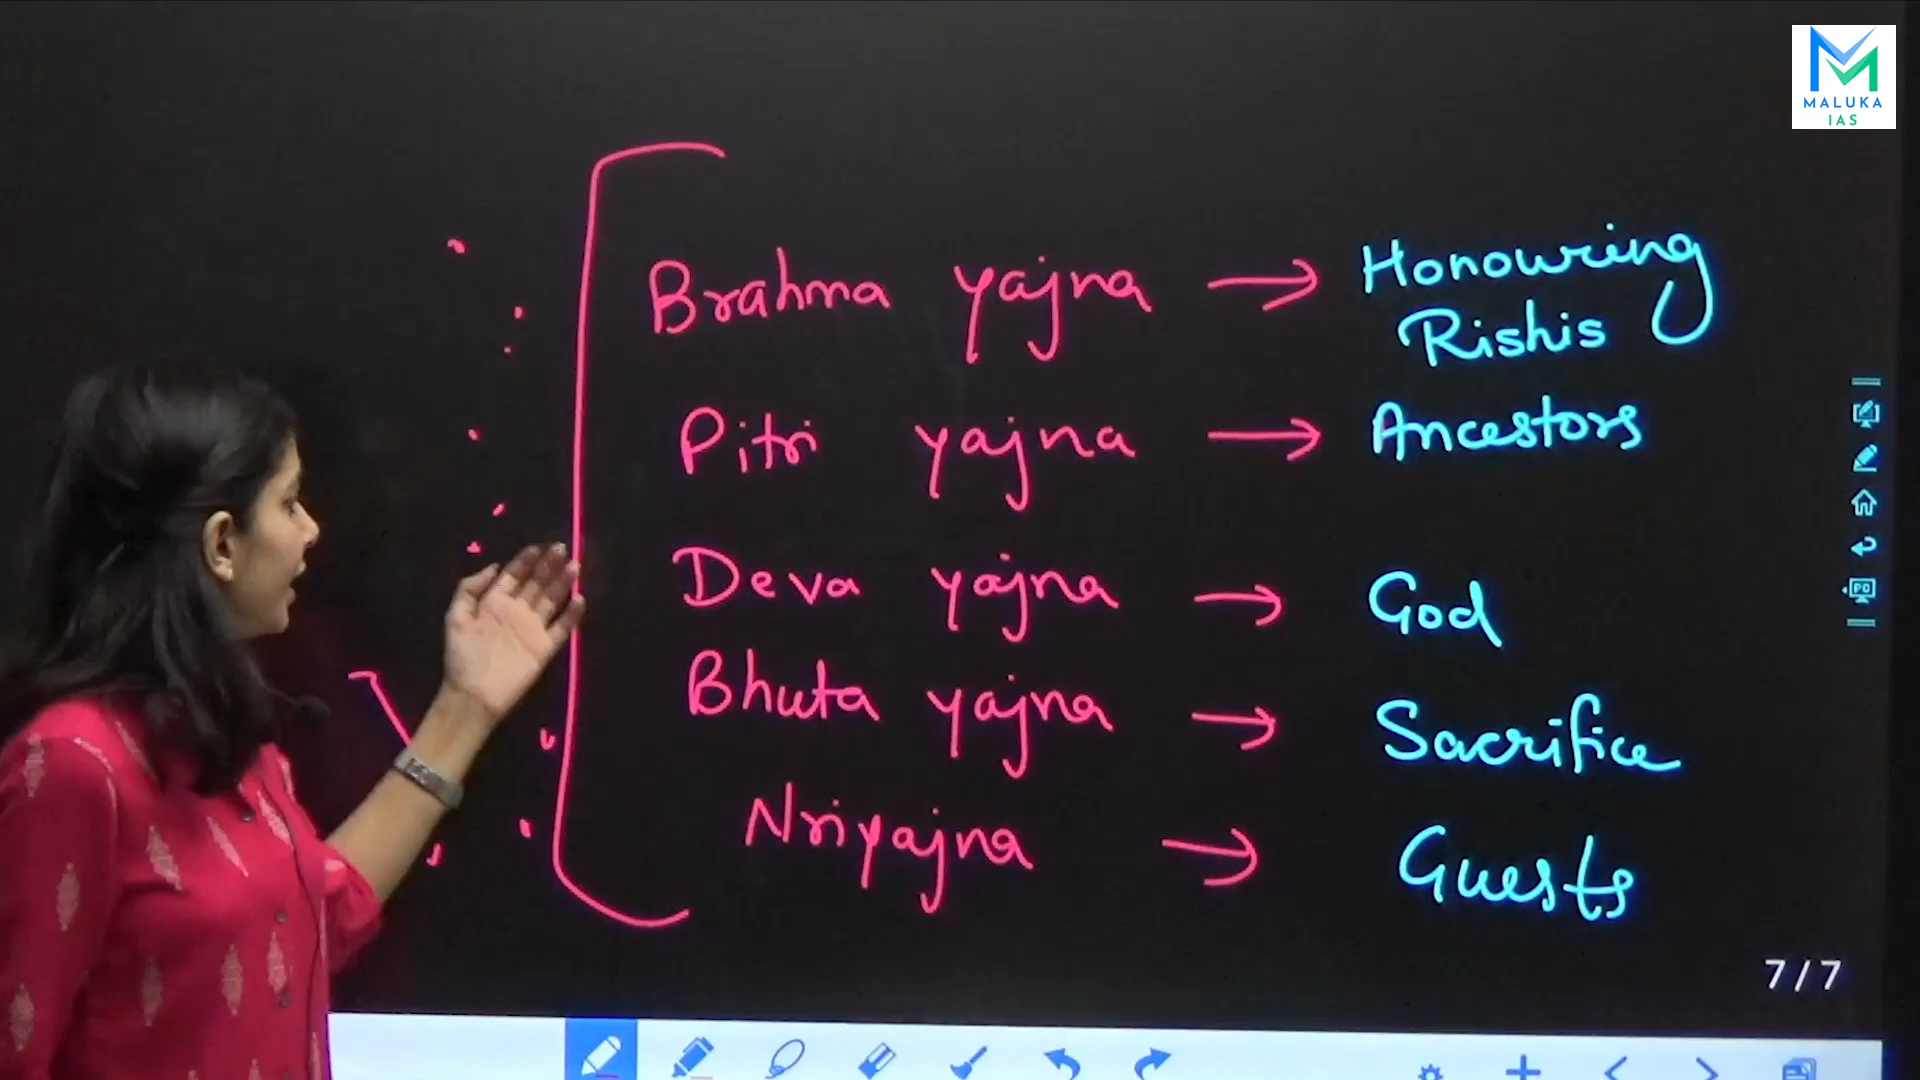 MALUKA
IAS
Brahma yajna → Honouring
Rishis
Pitri yajna → Ancestors
Deva yajna → God
Bhuta yajna → Sacrifice
Nriyajna → Guests
7/7